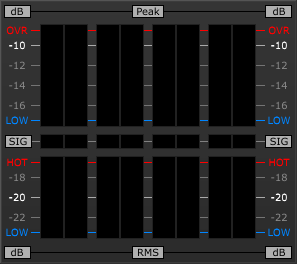 dB Peak dB
OVR OVR
-10 -10
-12 -12
-14 -14
-16 -16
LOW LOW
SIG SIG
HOT HOT
-18 -18
-20 -20
-22 -22
LOW LOW
dB RMS dB